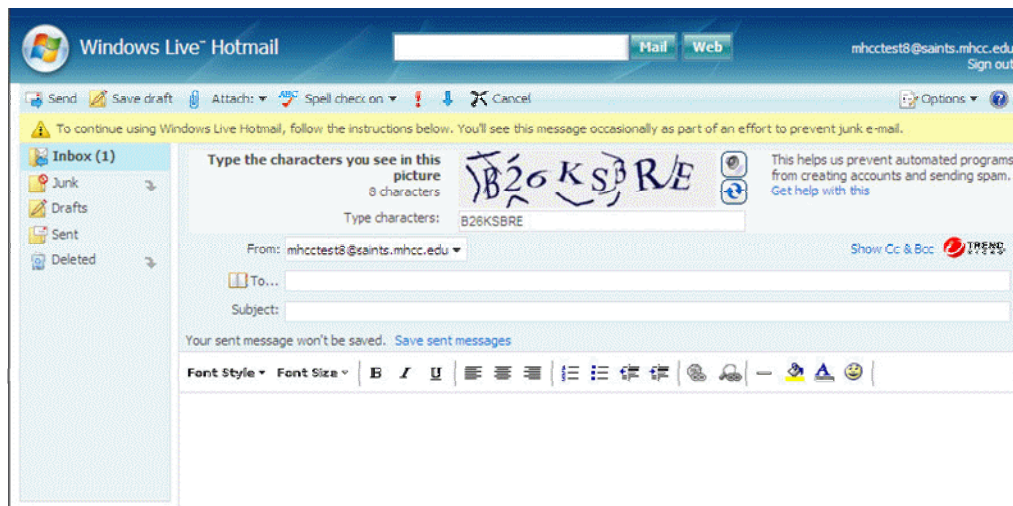 Windows Live™ Hotmail
Mail Web
mhcctest8@saints.mhcc.edu
Sign out
Send Save draft Attach: Spell check on Cancel Options
To continue using Windows Live Hotmail, follow the instructions below. You'll see this message occasionally as part of an effort to prevent junk e-mail.
Inbox (1)
Junk
Drafts
Sent
Deleted
Type the characters you see in this
picture
8 characters
B26KSBRE
This helps us prevent automated programs
from creating accounts and sending spam.
Get help with this
Type characters: B26KSBRE
From: mhcctest8@saints.mhcc.edu
Show Cc & Bcc TREND MICRO
To...
Subject:
Your sent message won't be saved. Save sent messages
Font Style Font Size B I U A